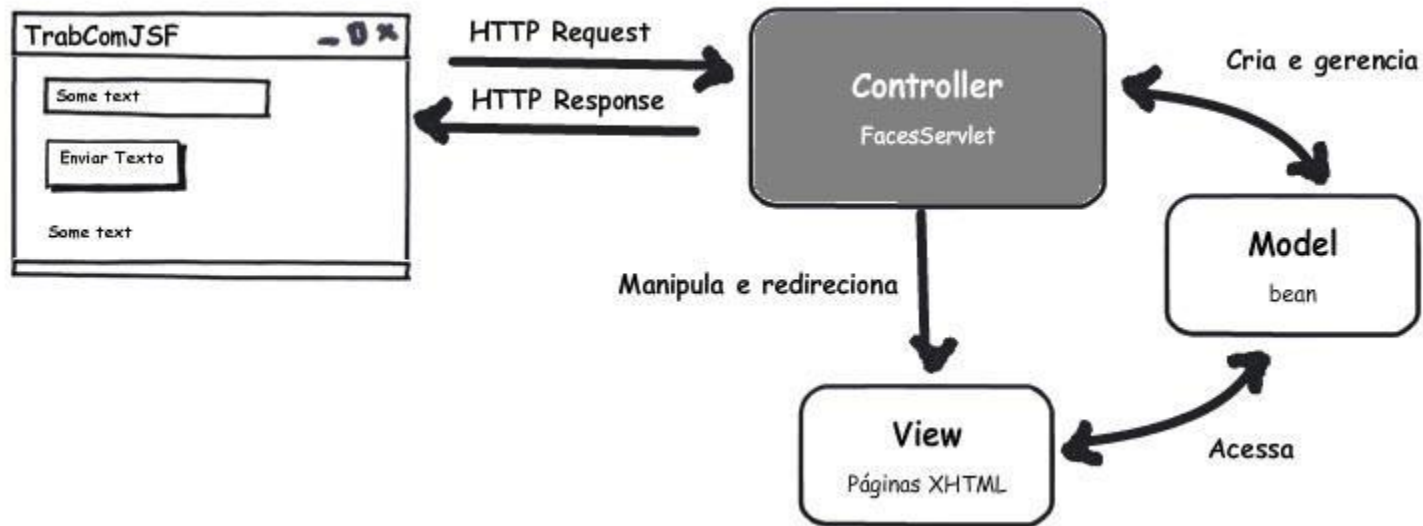 TrabComJSF
Some text
Enviar Texto
Some text
HTTP Request
HTTP Response
Controller
FacesServlet
Cria e gerencia
Model
bean
Manipula e redireciona
View
Páginas XHTML
Acessa